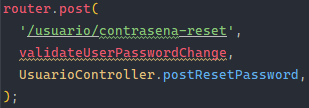 router.post(
'/usuario/contrasena-reset',
validateUserPasswordChange,
UsuarioController.postResetPassword,
);